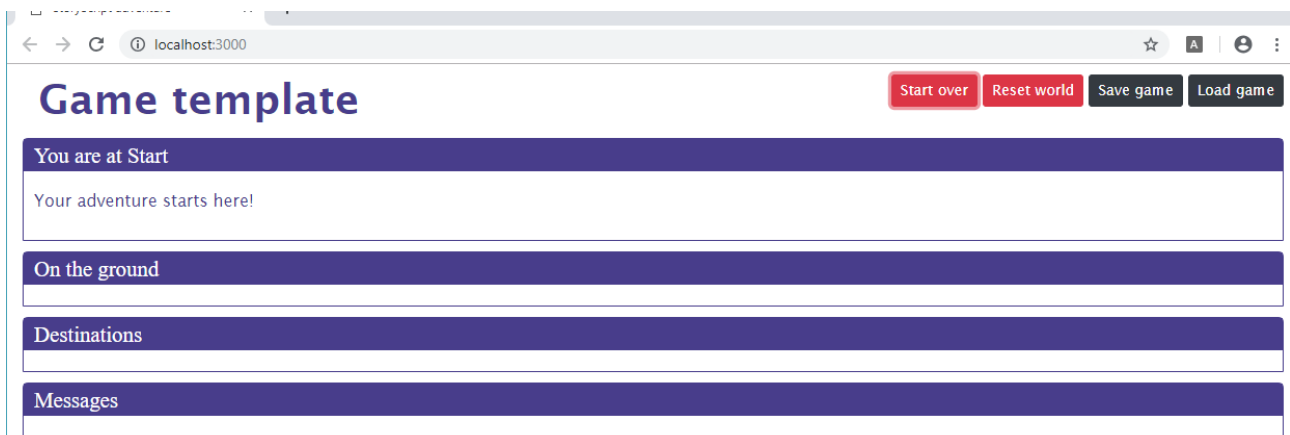 localhost:3000
A
Game template
Start over Reset world Save game Load game
You are at Start
Your adventure starts here!
On the ground
Destinations
Messages